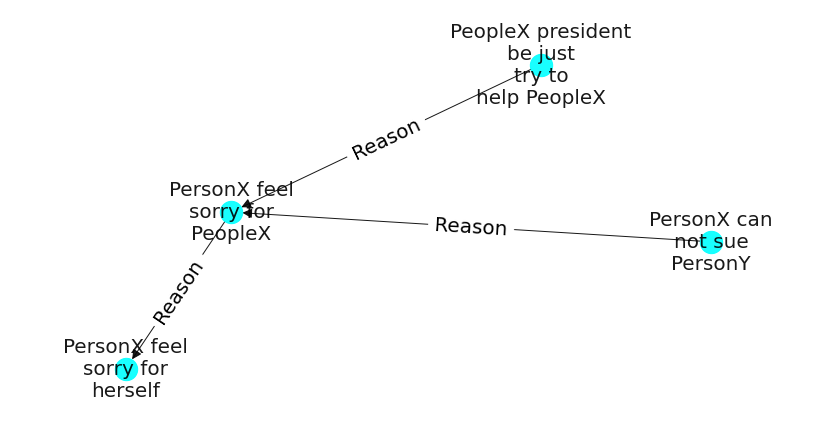 PeopleX president
be just
try to
help PeopleX
Reason
PersonX feel
sorry for
PeopleX
Reason
PersonX can
not sue
PersonY
Reason
PersonX feel
sorry for
herself